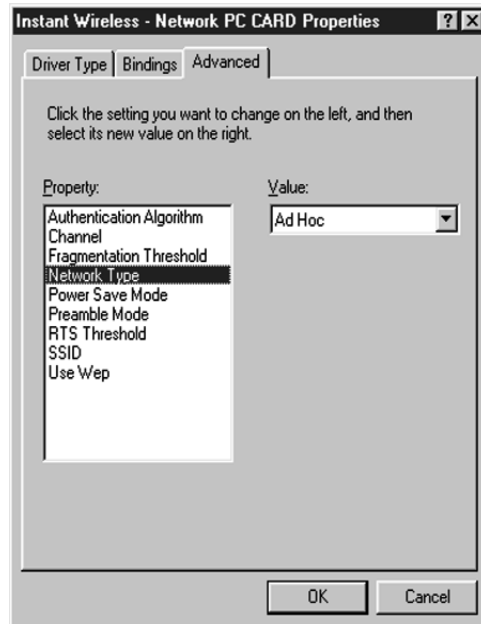 Instant Wireless - Network PC CARD Properties
Driver Type
Bindings
Advanced
Click the setting you want to change on the left, and then
select its new value on the right.
Property:
Value:
Authentication Algorithm
Channel
Fragmentation Threshold
Network Type
Power Save Mode
Preamble Mode
RTS Threshold
SSID
Use Wep
Ad Hoc
OK
Cancel